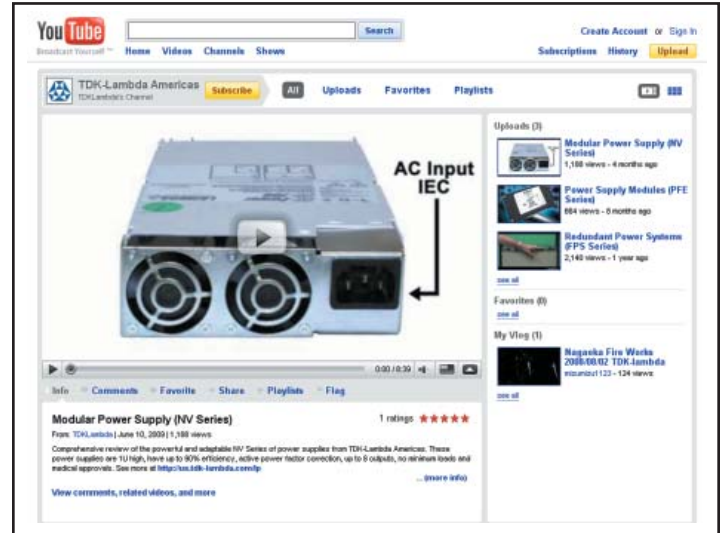 You Tube
Broadcast Yourself ™
Search
Create Account or Sign In
Home Videos Channels Shows
Subscriptions History Upload
TDK-Lambda Americas
TDKLambda's Channel
Subscribe
All Uploads Favorites Playlists
AC Input
IEC
0:00 / 8:39
Info Comments Favorite Share Playlists Flag
Modular Power Supply (NV Series)
1 ratings
From: TDKLambda | June 10, 2009 | 1,188 views
Comprehensive review of the powerful and adaptable NV Series of power supplies from TDK-Lambda Americas. These
power supplies are 1U high, have up to 90% efficiency, active power factor correction, up to 8 outputs, no minimum loads and
medical approvals. See more at http://us.tdk-lambda.com/lp
... (more info)
View comments, related videos, and more
Uploads (3)
Modular Power Supply (NV
Series)
1,188 views - 4 months ago
Power Supply Modules (PFE
Series)
664 views - 8 months ago
Redundant Power Systems
(FPS Series)
2,140 views - 1 year ago
see all
Favorites (0)
see all
My Vlog (1)
Nagaoka Fire Works
2008/08/02 TDK-lambda
mizumizu1123 - 124 views
see all